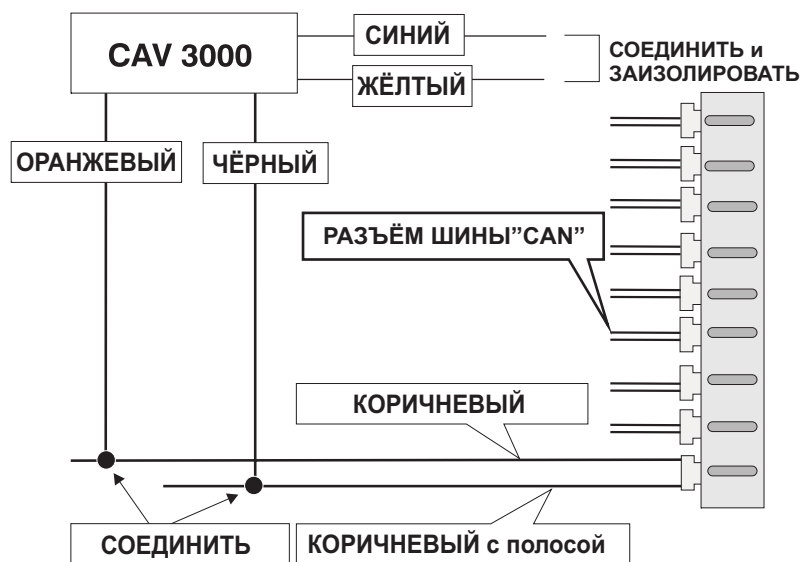 CAV 3000
СИНИЙ
ЖЁЛТЫЙ
СОЕДИНИТЬ и
ЗАИЗОЛИРОВАТЬ
ОРАНЖЕВЫЙ
ЧЁРНЫЙ
РАЗЪЁМ ШИНЫ”CAN”
КОРИЧНЕВЫЙ
СОЕДИНИТЬ
КОРИЧНЕВЫЙ с полосой